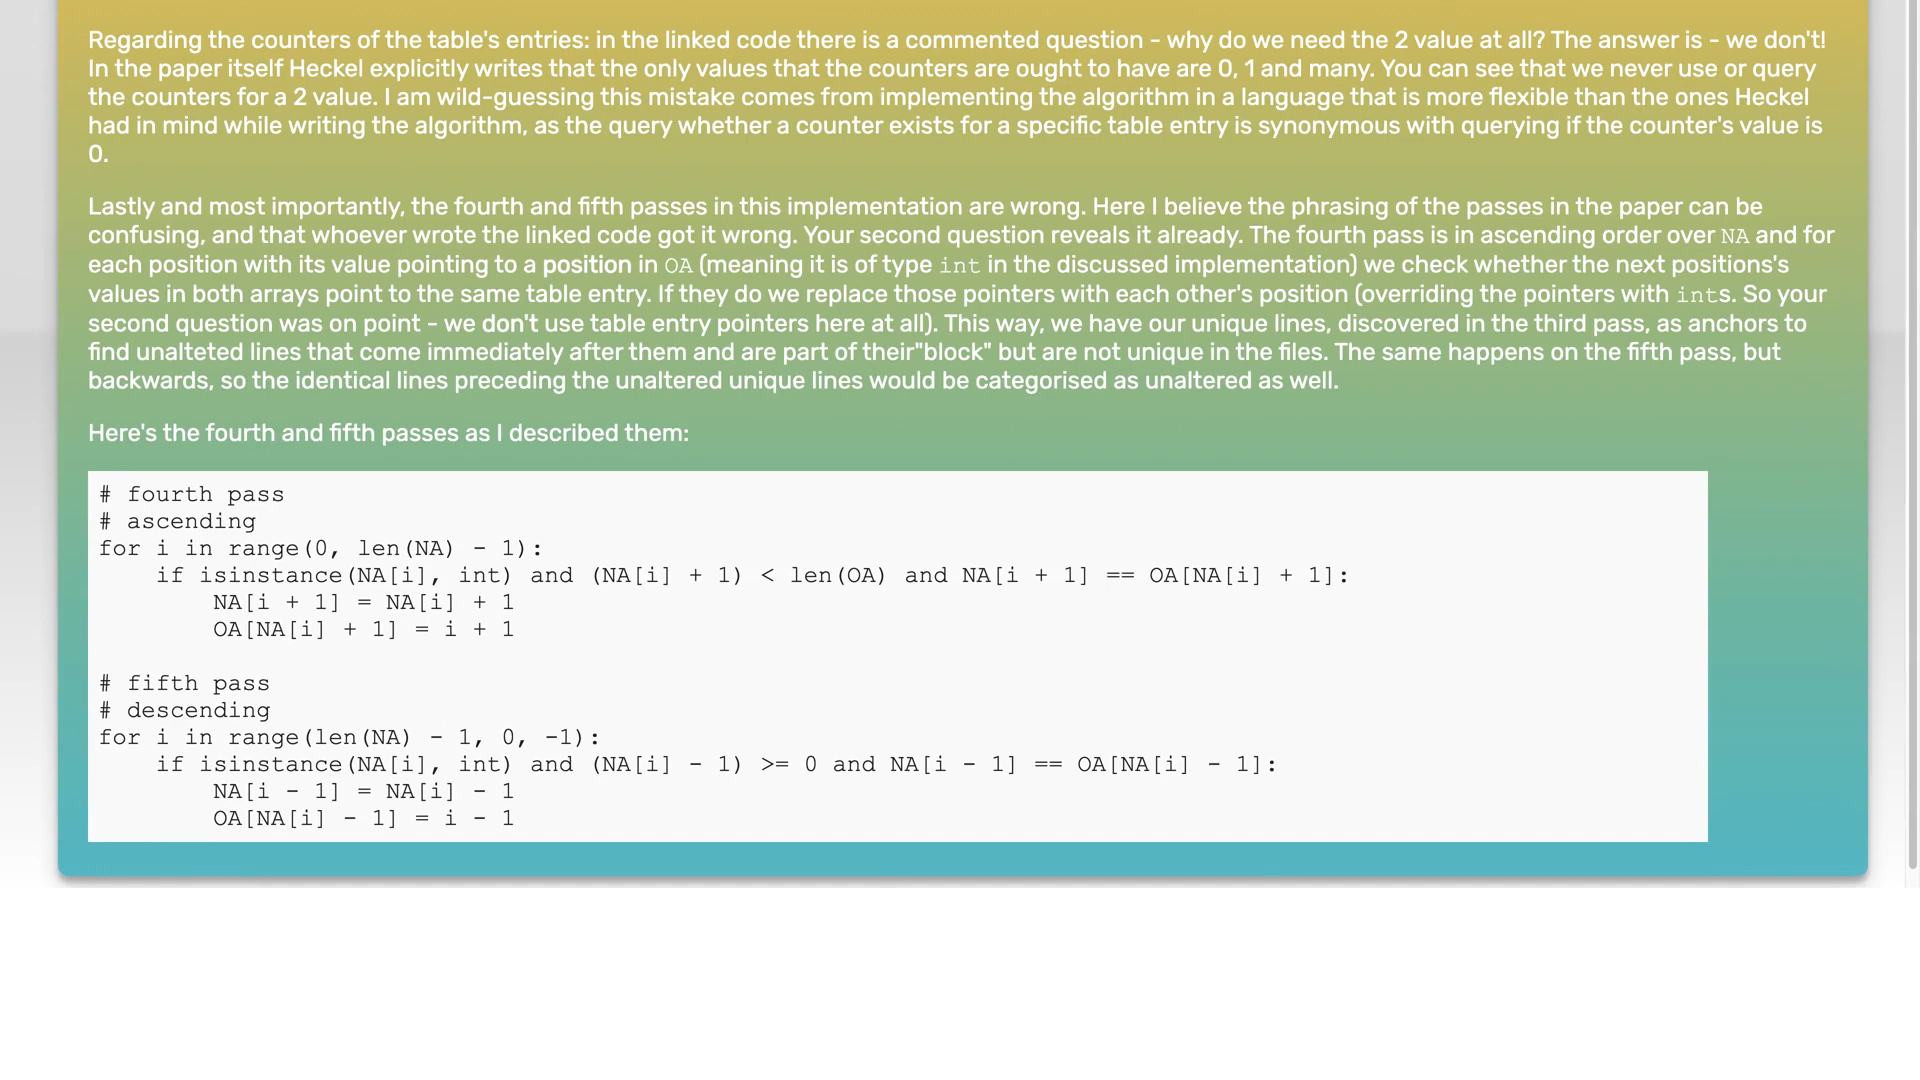 Regarding the counters of the table's entries: in the linked code there is a commented question - why do we need the 2 value at all? The answer is - we don't!
In the paper itself Heckel explicitly writes that the only values that the counters are ought to have are 0, 1 and many. You can see that we never use or query
the counters for a 2 value. I am wild-guessing this mistake comes from implementing the algorithm in a language that is more flexible than the ones Heckel
had in mind while writing the algorithm, as the query whether a counter exists for a specific table entry is synonymous with querying if the counter's value is
0.
Lastly and most importantly, the fourth and fifth passes in this implementation are wrong. Here I believe the phrasing of the passes in the paper can be
confusing, and that whoever wrote the linked code got it wrong. Your second question reveals it already. The fourth pass is in ascending order over NA and for
each position with its value pointing to a position in OA (meaning it is of type int in the discussed implementation) we check whether the next positions's
values in both arrays point to the same table entry. If they do we replace those pointers with each other's position (overriding the pointers with ints. So your
second question was on point - we don't use table entry pointers here at all). This way, we have our unique lines, discovered in the third pass, as anchors to
find unalteted lines that come immediately after them and are part of their"block" but are not unique in the files. The same happens on the fifth pass, but
backwards, so the identical lines preceding the unaltered unique lines would be categorised as unaltered as well.
Here's the fourth and fifth passes as I described them:
# fourth pass
# ascending
for i in range(0, len(NA) - 1):
    if isinstance(NA[i], int) and (NA[i] + 1) < len(OA) and NA[i + 1] == OA[NA[i] + 1]:
        NA[i + 1] = NA[i] + 1
        OA[NA[i] + 1] = i + 1
# fifth pass
# descending
for i in range(len(NA) - 1, 0, -1):
    if isinstance(NA[i], int) and (NA[i] - 1) >= 0 and NA[i - 1] == OA[NA[i] - 1]:
        NA[i - 1] = NA[i] - 1
        OA[NA[i] - 1] = i - 1